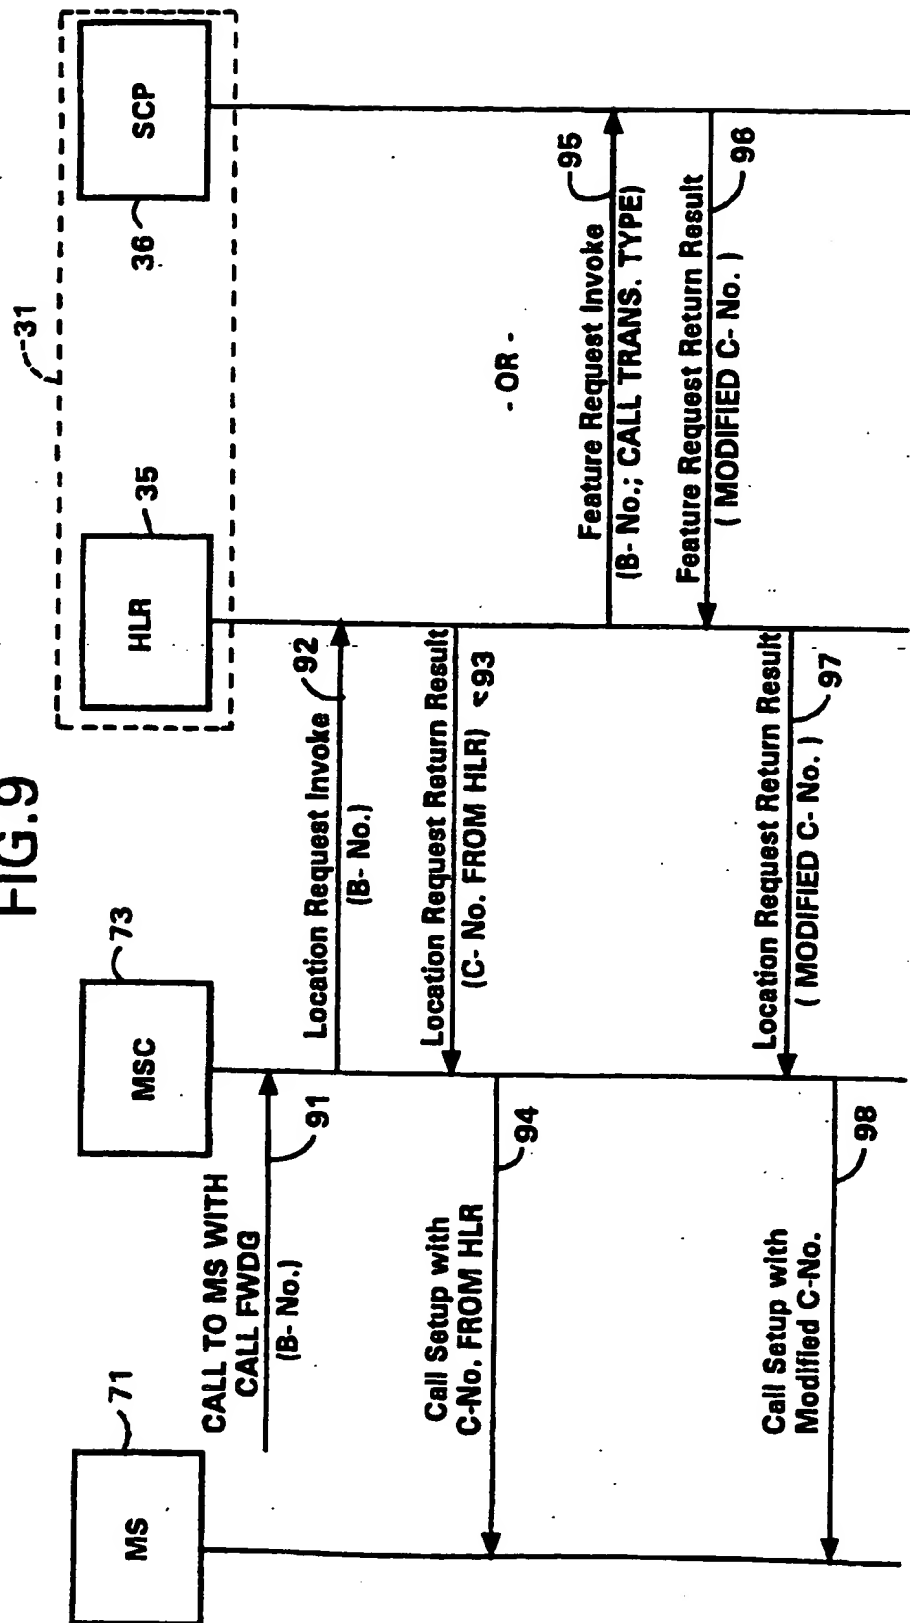 FIG.9
71
MS
73
MSC
35
HLR
31
36
SCP
CALL TO MS WITH
CALL FWDG
(B- No.)
91
Location Request Invoke
(B- No.)
92
Location Request Return Result
(C- No. FROM HLR)
93
Call Setup with
C-No. FROM HLR
94
- OR -
Feature Request Invoke
(B- No.; CALL TRANS. TYPE)
95
Feature Request Return Result
( MODIFIED C- No. )
96
Location Request Return Result
( MODIFIED C- No. )
97
Call Setup with
Modified C-No.
98